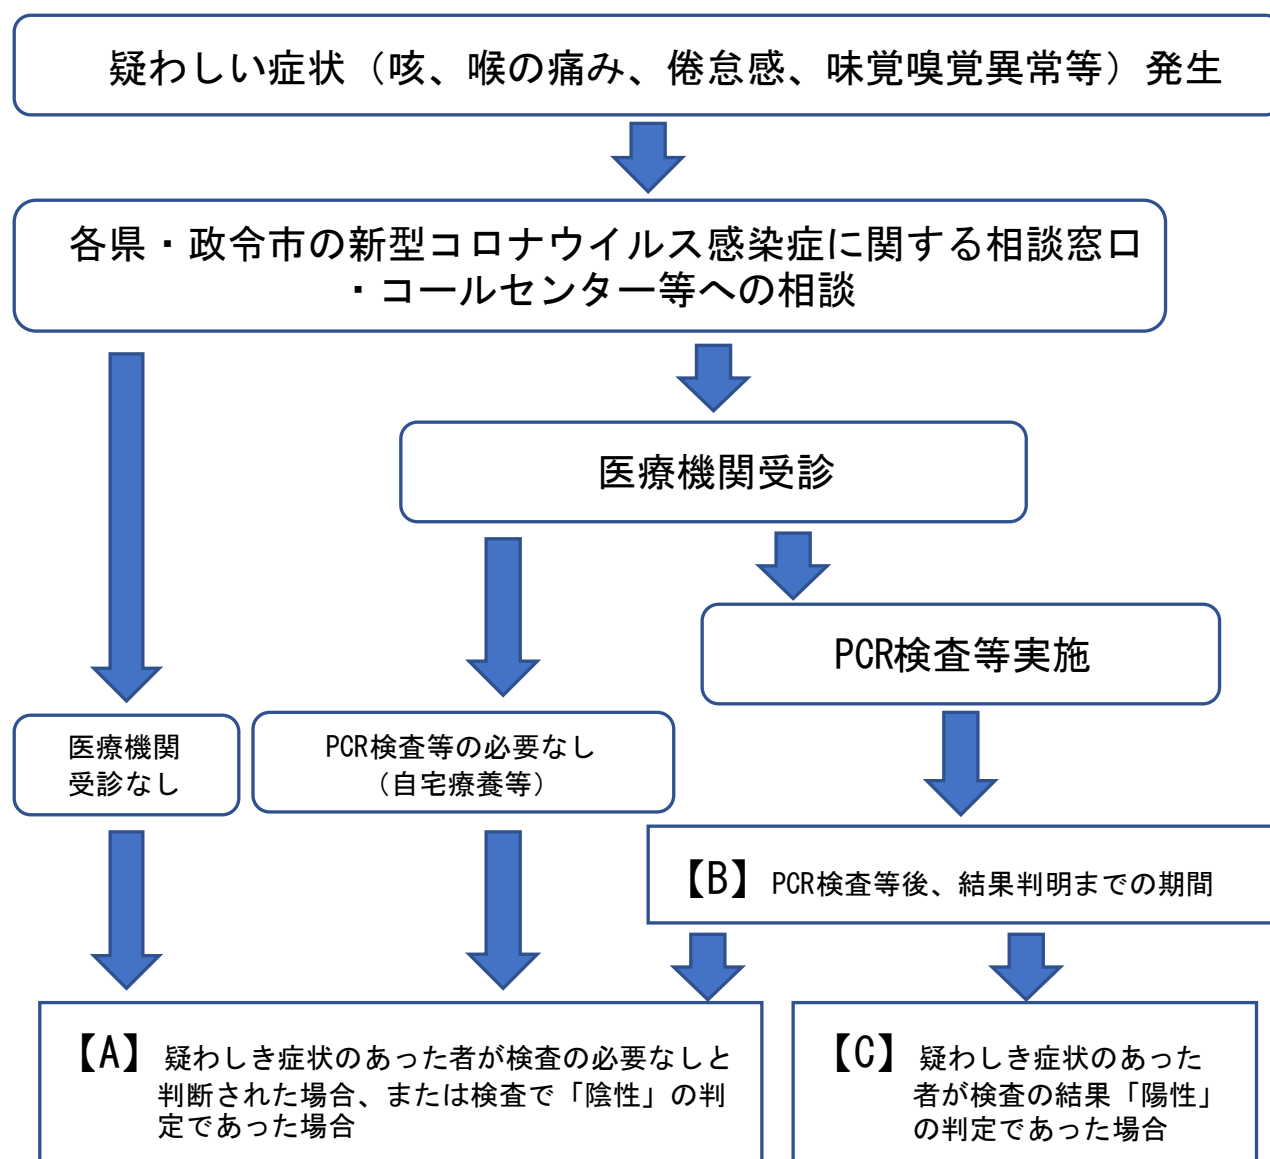 疑わしい症状（咳、喉の痛み、倦怠感、味覚嗅覚異常等）発生
各県・政令市の新型コロナウイルス感染症に関する相談窓口
・コールセンター等への相談
医療機関受診
PCR検査等実施
医療機関
受診なし
PCR検査等の必要なし
（自宅療養等）
【B】PCR検査等後、結果判明までの期間
【A】疑わしき症状のあった者が検査の必要なしと
判断された場合、または検査で「陰性」の判
定であった場合
【C】疑わしき症状のあった
者が検査の結果「陽性」
の判定であった場合